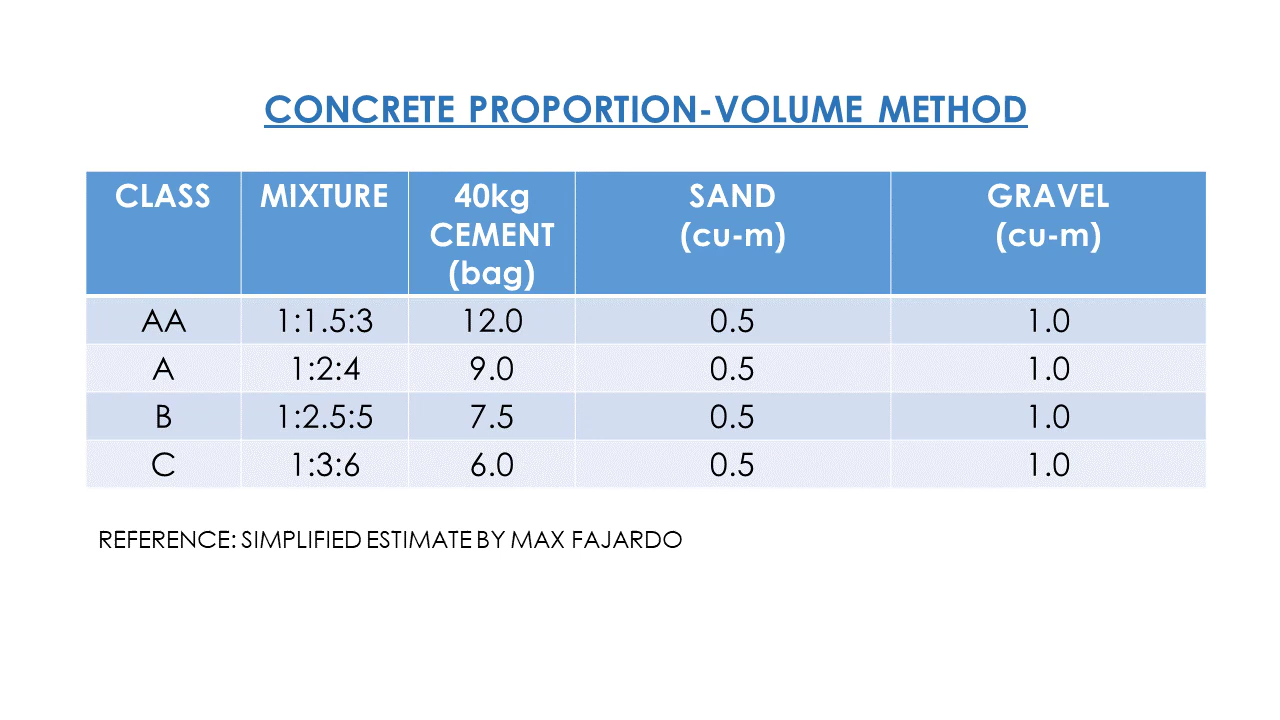 CONCRETE PROPORTION-VOLUME METHOD
CLASS MIXTURE 40kg CEMENT (bag) SAND (cu-m) GRAVEL (cu-m)
AA 1:1.5:3 12.0 0.5 1.0
A 1:2:4 9.0 0.5 1.0
B 1:2.5:5 7.5 0.5 1.0
C 1:3:6 6.0 0.5 1.0
REFERENCE: SIMPLIFIED ESTIMATE BY MAX FAJARDO